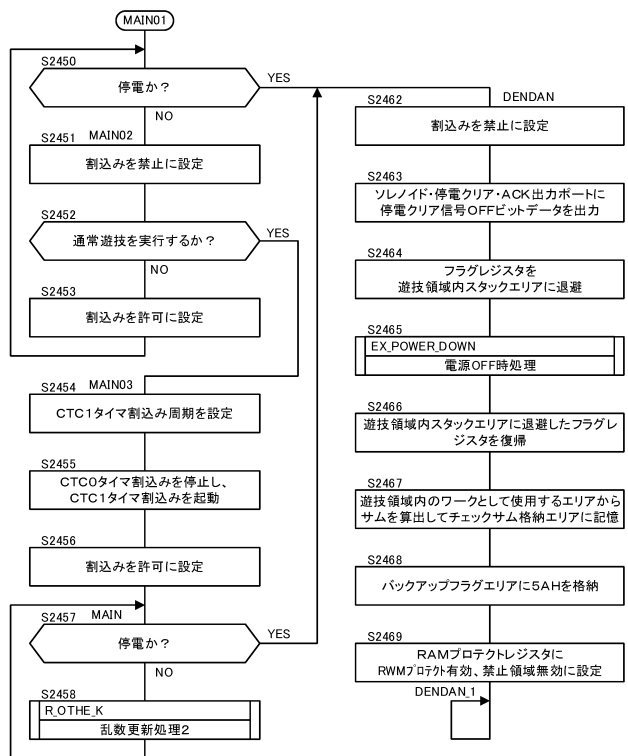 MAIN01
S2450
停電か？
YES
NO
S2451 MAIN02
割込みを禁止に設定
S2452
通常遊技を実行するか？
YES
NO
S2453
割込みを許可に設定
S2454 MAIN03
CTC1タイマ割込み周期を設定
S2455
CTC0タイマ割込みを停止し、
CTC1タイマ割込みを起動
S2456
割込みを許可に設定
S2457 MAIN
停電か？
YES
NO
S2458
R_OTHE_K
乱数更新処理２
S2462 DENDAN
割込みを禁止に設定
S2463
ソレノイド・停電クリア・ACK出力ポートに
停電クリア信号OFFビットデータを出力
S2464
フラグレジスタを
遊技領域内スタックエリアに退避
S2465
EX_POWER_DOWN
電源OFF時処理
S2466
遊技領域内スタックエリアに退避したフラグレ
ジスタを復帰
S2467
遊技領域内のワークとして使用するエリアから
サムを算出してチェックサム格納エリアに記憶
S2468
バックアップフラグエリアに５AHを格納
S2469
RAMプロテクトレジスタに
RWMプロテクト有効、禁止領域無効に設定
DENDAN_1